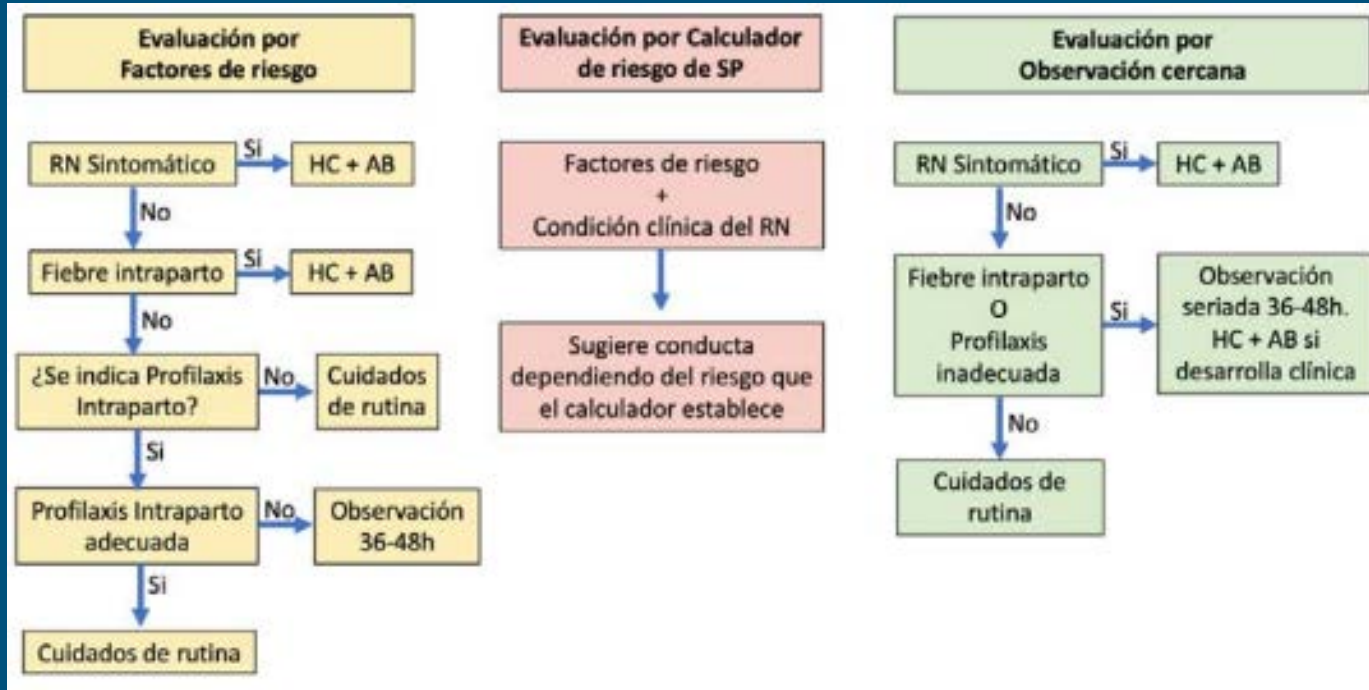 Evaluación por
Factores de riesgo
RN Sintomático
Si
HC + AB
No
Fiebre intraparto
Si
HC + AB
No
¿Se indica Profilaxis
Intraparto?
No
Cuidados
de rutina
Si
Profilaxis Intraparto
adecuada
No
Observación
36-48h
Si
Cuidados de rutina
Evaluación por Calculador
de riesgo de SP
Factores de riesgo
+
Condición clínica del RN
Sugiere conducta
dependiendo del riesgo que
el calculador establece
Evaluación por
Observación cercana
RN Sintomático
Si
HC + AB
No
Fiebre intraparto
O
Profilaxis
inadecuada
Si
Observación
seriada 36-48h.
HC + AB si
desarrolla clínica
No
Cuidados de
rutina